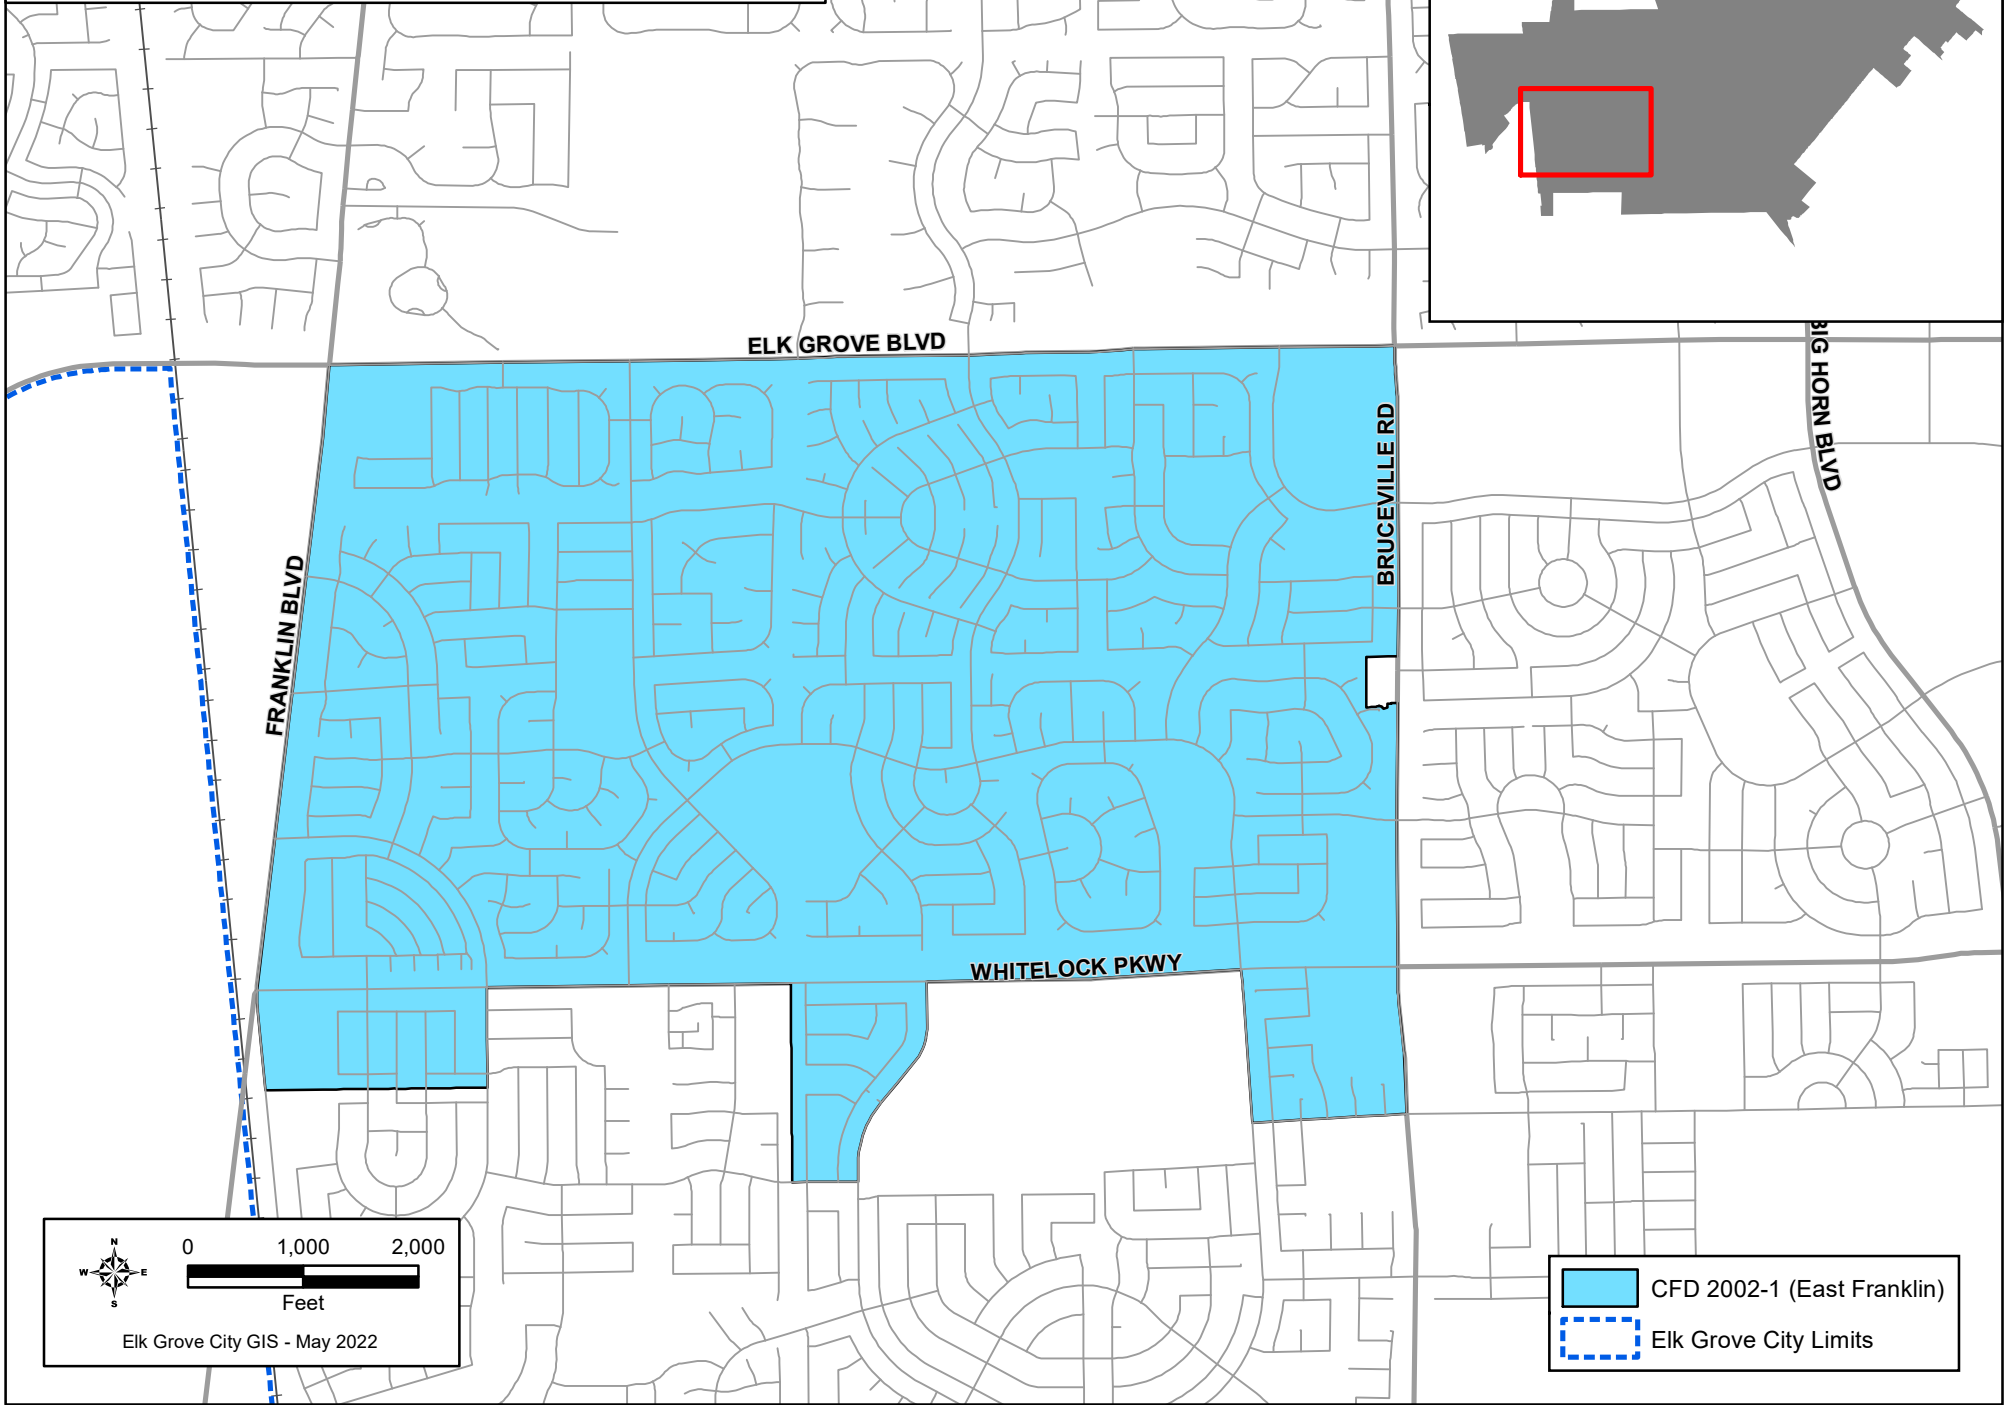 ELK GROVE BLVD
BIG HORN BLVD
BRUCEVILLE RD
FRANKLIN BLVD
WHITELOCK PKWY
N
W E
S
0 1,000 2,000
Feet
Elk Grove City GIS - May 2022
CFD 2002-1 (East Franklin)
Elk Grove City Limits